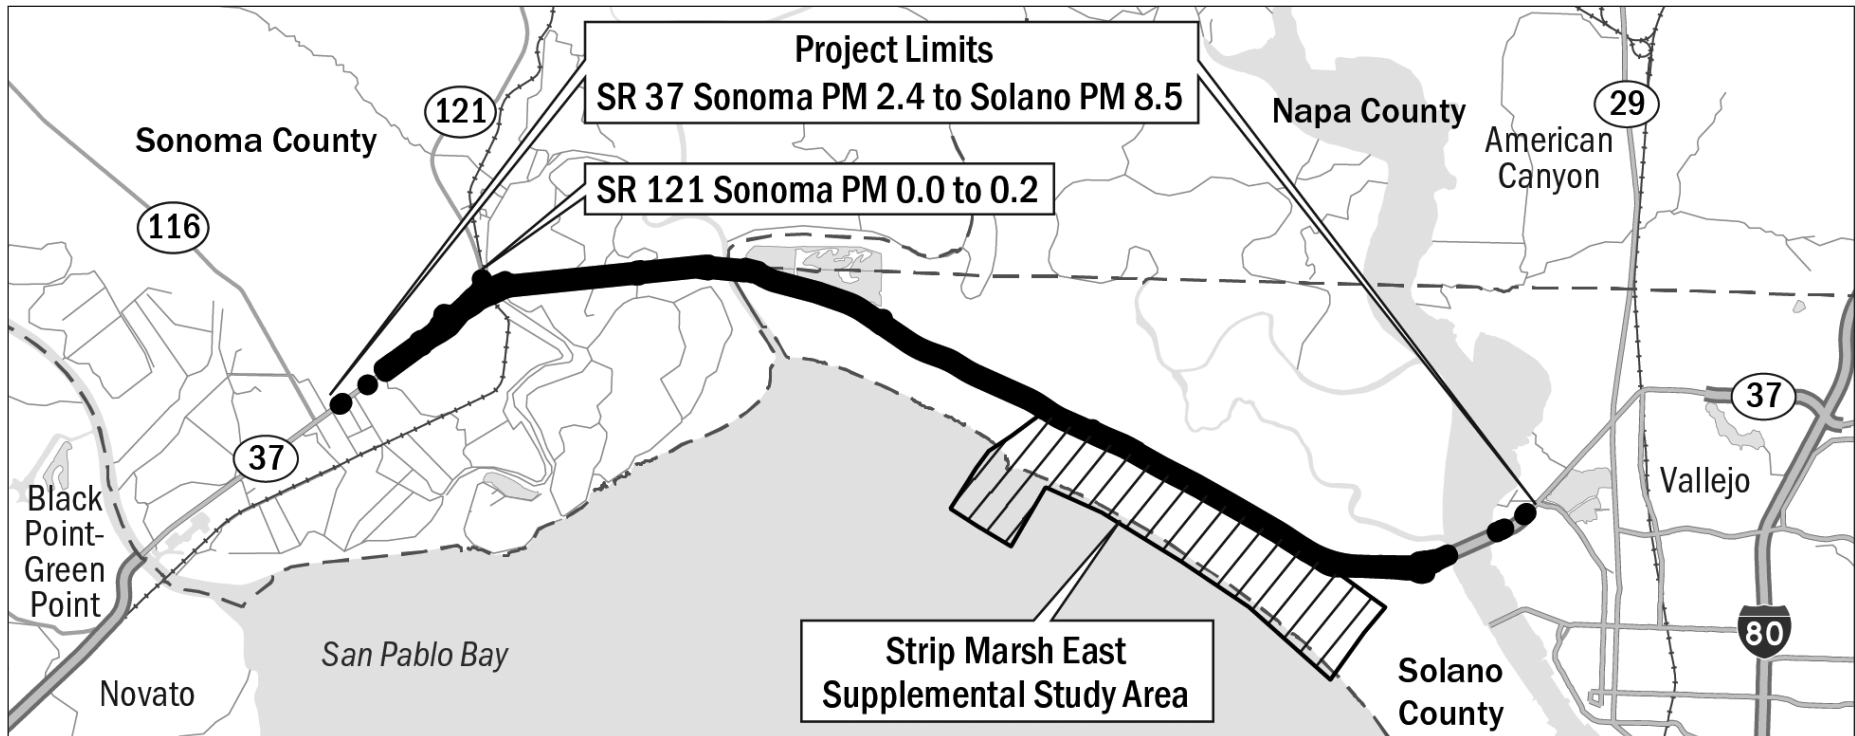 Project Limits
SR 37 Sonoma PM 2.4 to Solano PM 8.5
SR 121 Sonoma PM 0.0 to 0.2
Sonoma County
121
116
37
Napa County
29
American
Canyon
37
Vallejo
80
Black
Point-
Green
Point
Novato
San Pablo Bay
Strip Marsh East
Supplemental Study Area
Solano
County